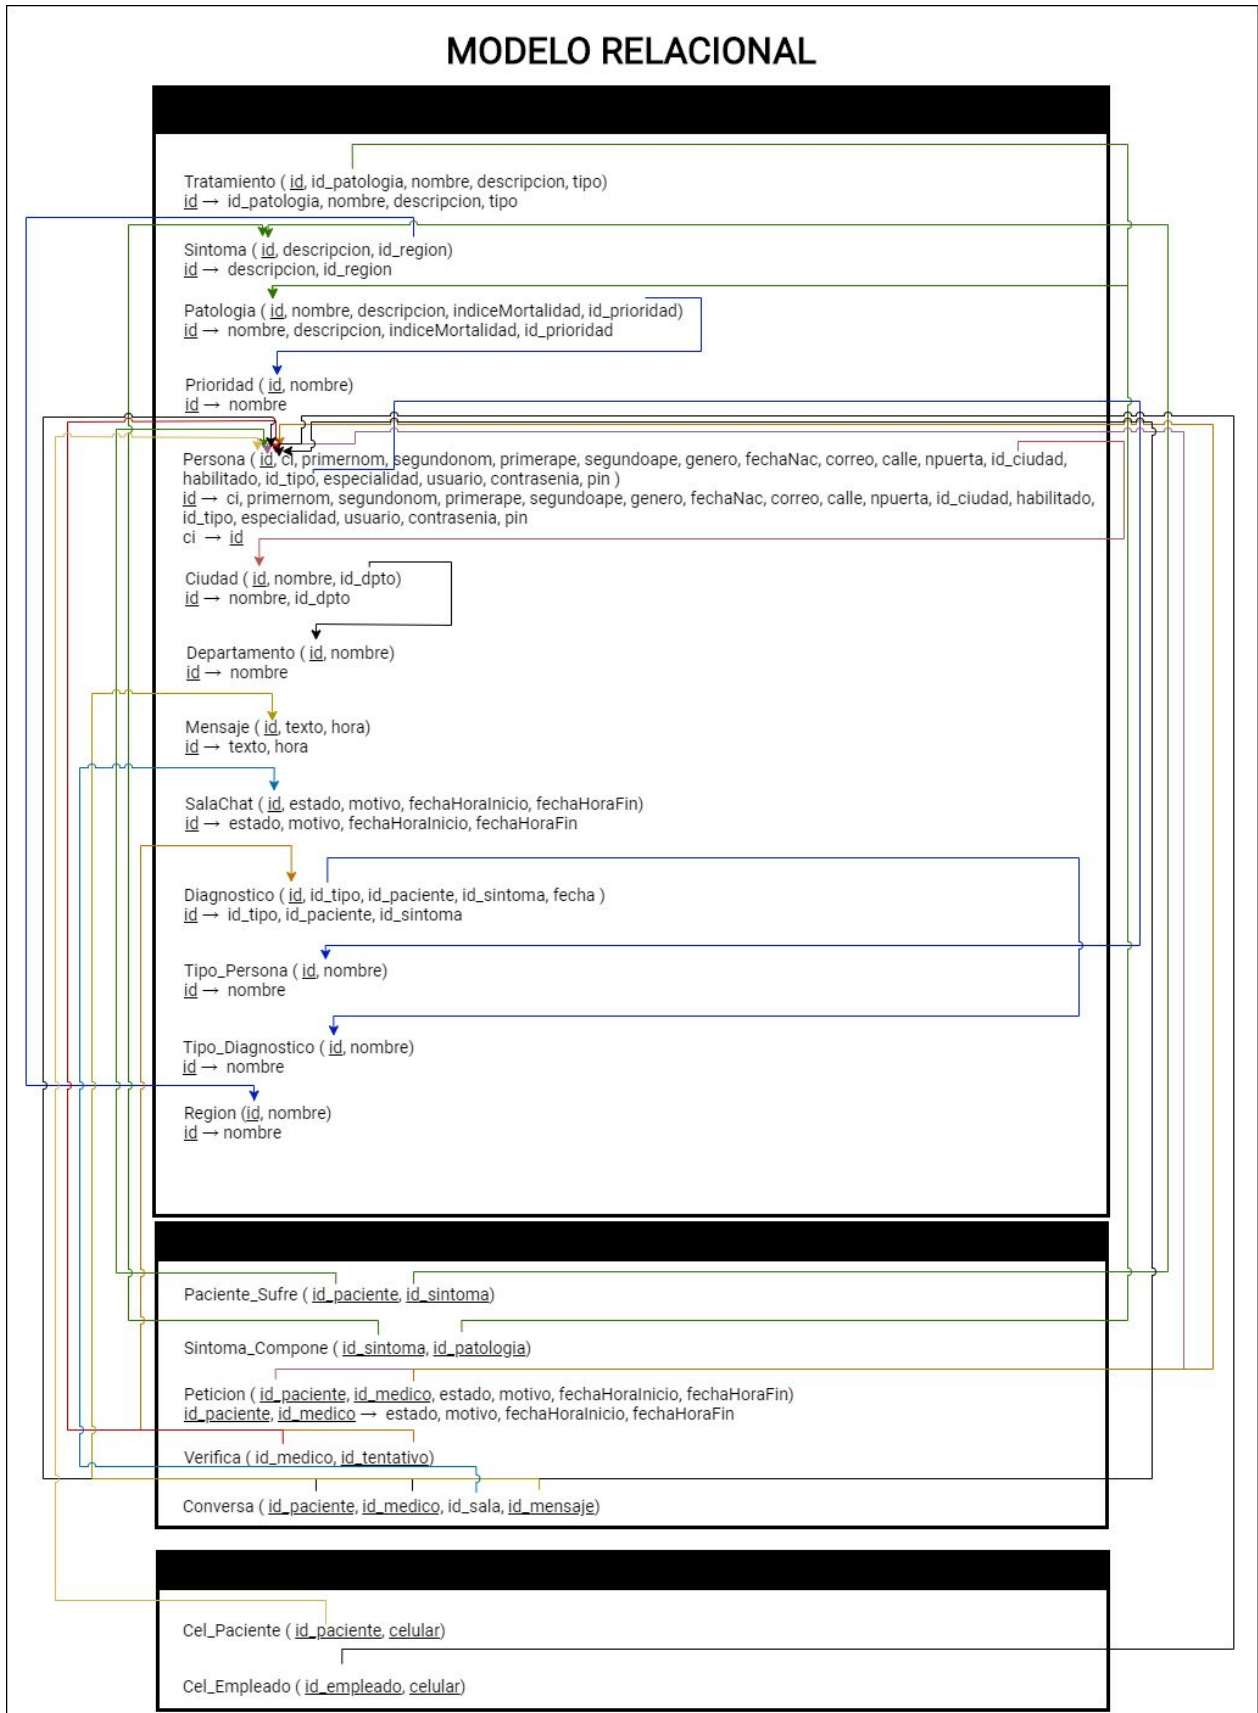 MODELO RELACIONAL
Tratamiento ( id, id_patologia, nombre, descripcion, tipo)
id → id_patologia, nombre, descripcion, tipo
Sintoma ( id, descripcion, id_region)
id → descripcion, id_region
Patologia ( id, nombre, descripcion, indiceMortalidad, id_prioridad)
id → nombre, descripcion, indiceMortalidad, id_prioridad
Prioridad ( id, nombre)
id → nombre
Persona ( id, ci, primernom, segundonom, primerape, segundoape, genero, fechaNac, correo, calle, npuerta, id_ciudad,
habilitado, id_tipo, especialidad, usuario, contrasenia, pin )
id → ci, primernom, segundonom, primerape, segundoape, genero, fechaNac, correo, calle, npuerta, id_ciudad, habilitado,
id_tipo, especialidad, usuario, contrasenia, pin
ci → id
Ciudad ( id, nombre, id_dpto)
id → nombre, id_dpto
Departamento ( id, nombre)
id → nombre
Mensaje ( id, texto, hora)
id → texto, hora
SalaChat ( id, estado, motivo, fechaHoraInicio, fechaHoraFin)
id → estado, motivo, fechaHoraInicio, fechaHoraFin
Diagnostico ( id, id_tipo, id_paciente, id_sintoma, fecha )
id → id_tipo, id_paciente, id_sintoma
Tipo_Persona ( id, nombre)
id → nombre
Tipo_Diagnostico ( id, nombre)
id → nombre
Region (id, nombre)
id → nombre
Paciente_Sufre ( id_paciente, id_sintoma)
Sintoma_Compone ( id_sintoma, id_patologia)
Peticion ( id_paciente, id_medico, estado, motivo, fechaHoraInicio, fechaHoraFin)
id_paciente, id_medico → estado, motivo, fechaHoraInicio, fechaHoraFin
Verifica ( id_medico, id_tentativo)
Conversa ( id_paciente, id_medico, id_sala, id_mensaje)
Cel_Paciente ( id_paciente, celular)
Cel_Empleado ( id_empleado, celular)